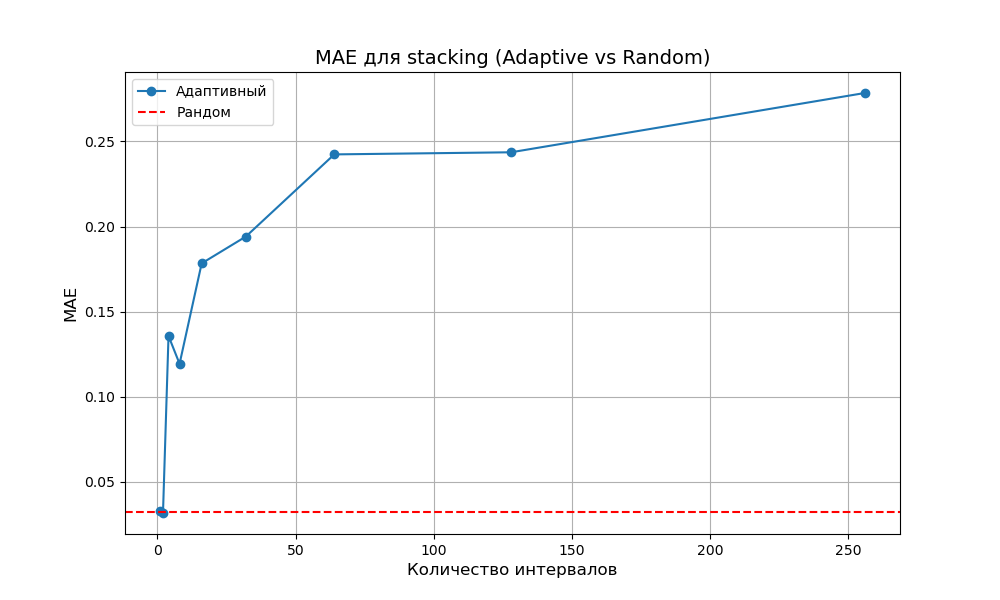 MAE для stacking (Adaptive vs Random)
Адаптивный
Рандом
MAE
0.25
0.20
0.15
0.10
0.05
0 50 100 150 200 250
Количество интервалов